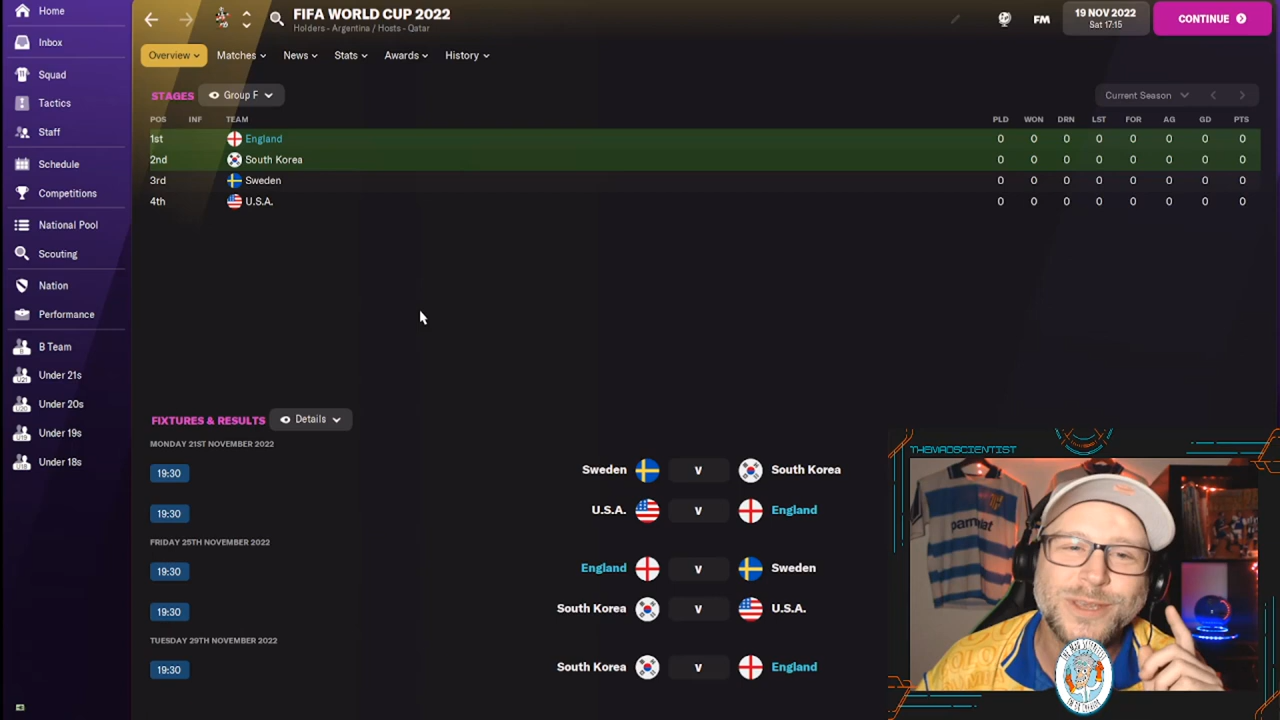 Home
Inbox
Squad
Tactics
Staff
Schedule
Competitions
National Pool
Scouting
Nation
Performance
B Team
Under 21s
Under 20s
Under 19s
Under 18s
FIFA WORLD CUP 2022
Holders - Argentina / Hosts - Qatar
FM
19 NOV 2022
Sat 17:15
CONTINUE
Overview Matches News Stats Awards History
STAGES Group F Current Season
POS INF TEAM PLD WON DRN LST FOR AG GD PTS
1st England 0 0 0 0 0 0 0 0
2nd South Korea 0 0 0 0 0 0 0 0
3rd Sweden 0 0 0 0 0 0 0 0
4th U.S.A. 0 0 0 0 0 0 0 0
FIXTURES & RESULTS Details
MONDAY 21ST NOVEMBER 2022
19:30 Sweden v South Korea
19:30 U.S.A. v England
FRIDAY 25TH NOVEMBER 2022
19:30 England v Sweden
19:30 South Korea v U.S.A.
TUESDAY 29TH NOVEMBER 2022
19:30 South Korea v England
THEMADSCIENTIST
parmalat